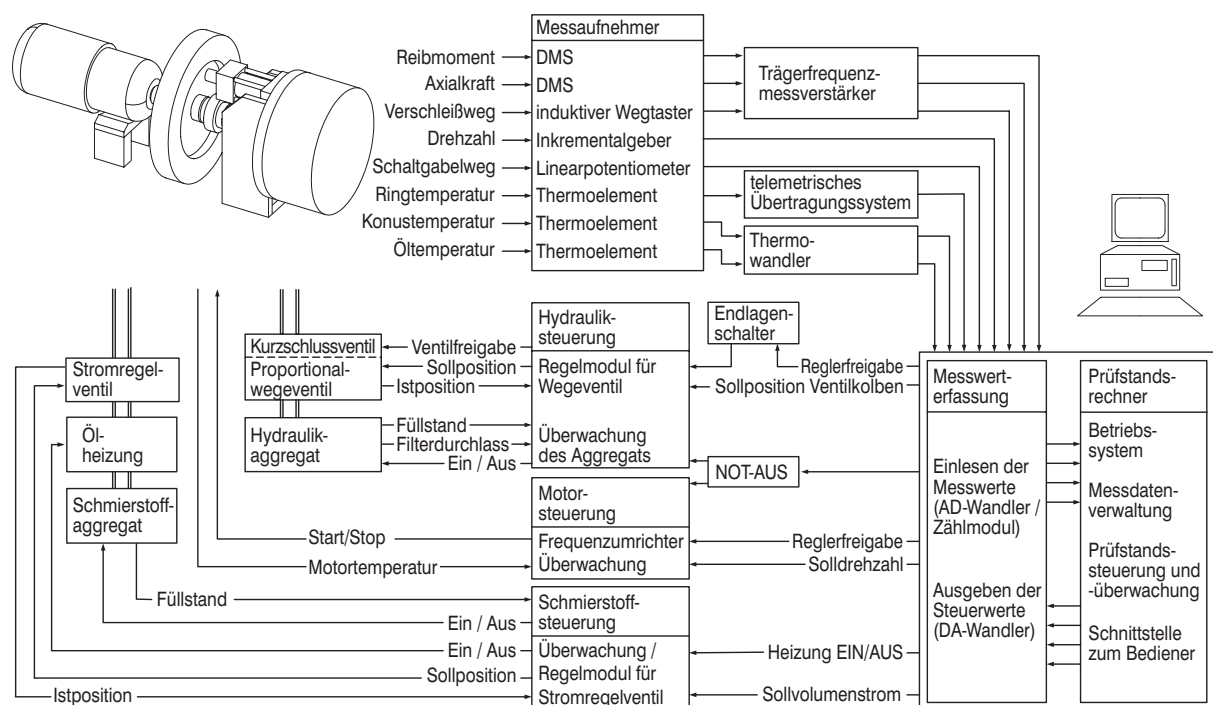 Messaufnehmer
Reibmoment
DMS
Axialkraft
DMS
Verschleißweg
induktiver Wegtaster
Drehzahl
Inkrementalgeber
Schaltgabelweg
Linearpotentiometer
Ringtemperatur
Thermoelement
Konustemperatur
Thermoelement
Öltemperatur
Thermoelement
Trägerfrequenz-
messverstärker
telemetrisches
Übertragungssystem
Thermo-
wandler
Stromregel-
ventil
Öl-
heizung
Schmierstoff-
aggregat
Kurzschlussventil
Proportional-
wegeventil
Hydraulik-
aggregat
Ventilfreigabe
Sollposition
Istposition
Füllstand
Filterdurchlass
Ein / Aus
Hydraulik-
steuerung
Regelmodul für
Wegeventil
Überwachung
des Aggregats
Endlagen-
schalter
Reglerfreigabe
Sollposition Ventilkolben
NOT-AUS
Start/Stop
Motortemperatur
Motor-
steuerung
Frequenzumrichter
Überwachung
Reglerfreigabe
Solldrehzahl
Füllstand
Ein / Aus
Ein / Aus
Sollposition
Istposition
Schmierstoff-
steuerung
Überwachung /
Regelmodul für
Stromregelventil
Heizung EIN/AUS
Sollvolumenstrom
Messwert-
erfassung
Einlesen der
Messwerte
(AD-Wandler /
Zählmodul)
Ausgeben der
Steuerwerte
(DA-Wandler)
Prüfstands-
rechner
Betriebs-
system
Messdaten-
verwaltung
Prüfstands-
steuerung und
-überwachung
Schnittstelle
zum Bediener